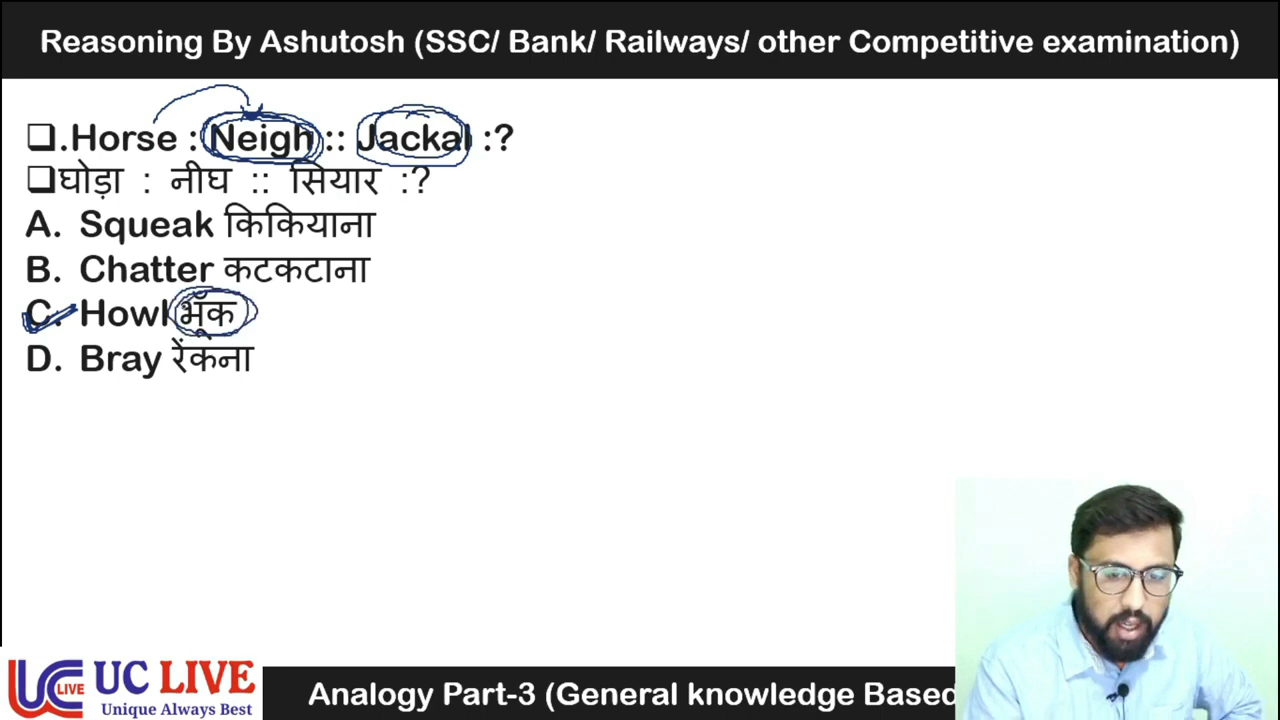 Reasoning By Ashutosh (SSC/ Bank/ Railways/ other Competitive examination)
❑.Horse : Neigh :: Jackal :?
❑घोड़ा : नीघ :: सियार :?
A. Squeak किकियाना
B. Chatter कटकटाना
C. Howl भॅक
D. Bray रेंकेना
UC LIVE
LIVE
Unique Always Best
Analogy Part-3 (General knowledge Based